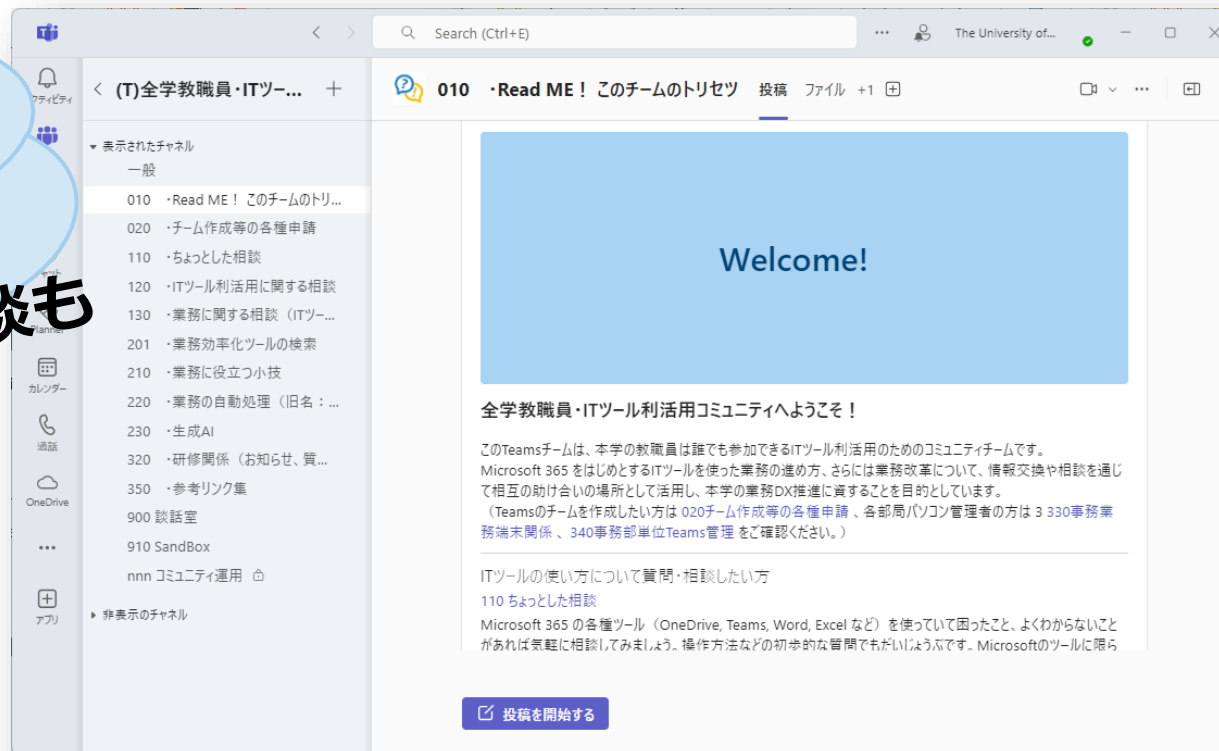 Search (Ctrl+E)
The University of...
クティビティ
(T)全学教職員・ITツー...
010 ・Read ME！ このチームのトリセツ 投稿 ファイル +1
表示されたチャネル
一般
010 ・Read ME！ このチームのトリ...
020 ・チーム作成等の各種申請
110 ・ちょっとした相談
120 ・ITツール利活用に関する相談
130 ・業務に関する相談（ITツー...
201 ・業務効率化ツールの検索
210 ・業務に役立つ小技
220 ・業務の自動処理（旧名：...
230 ・生成AI
320 ・研修関係（お知らせ、質...
350 ・参考リンク集
900 談話室
910 SandBox
nnn コミュニティ運用
非表示のチャネル
談も
Planner
カレンダー
通話
OneDrive
アプリ
Welcome!
全学教職員・ITツール利活用コミュニティへようこそ！
このTeamsチームは、本学の教職員は誰でも参加できるITツール利活用のためのコミュニティチームです。
Microsoft 365 をはじめとするITツールを使った業務の進め方、さらには業務改革について、情報交換や相談を通じ
て相互の助け合いの場所として活用し、本学の業務DX推進に資することを目的としています。
（Teamsのチームを作成したい方は 020チーム作成等の各種申請 、各部局パソコン管理者の方は 3 330事務業
務端末関係 、340事務部単位Teams管理 をご確認ください。）
ITツールの使い方について質問・相談したい方
110 ちょっとした相談
Microsoft 365 の各種ツール（OneDrive, Teams, Word, Excel など）を使っていて困ったこと、よくわからないこと
があれば気軽に相談してみましょう。操作方法などの初歩的な質問でもだいじょうぶです。Microsoftのツールに限ら
投稿を開始する